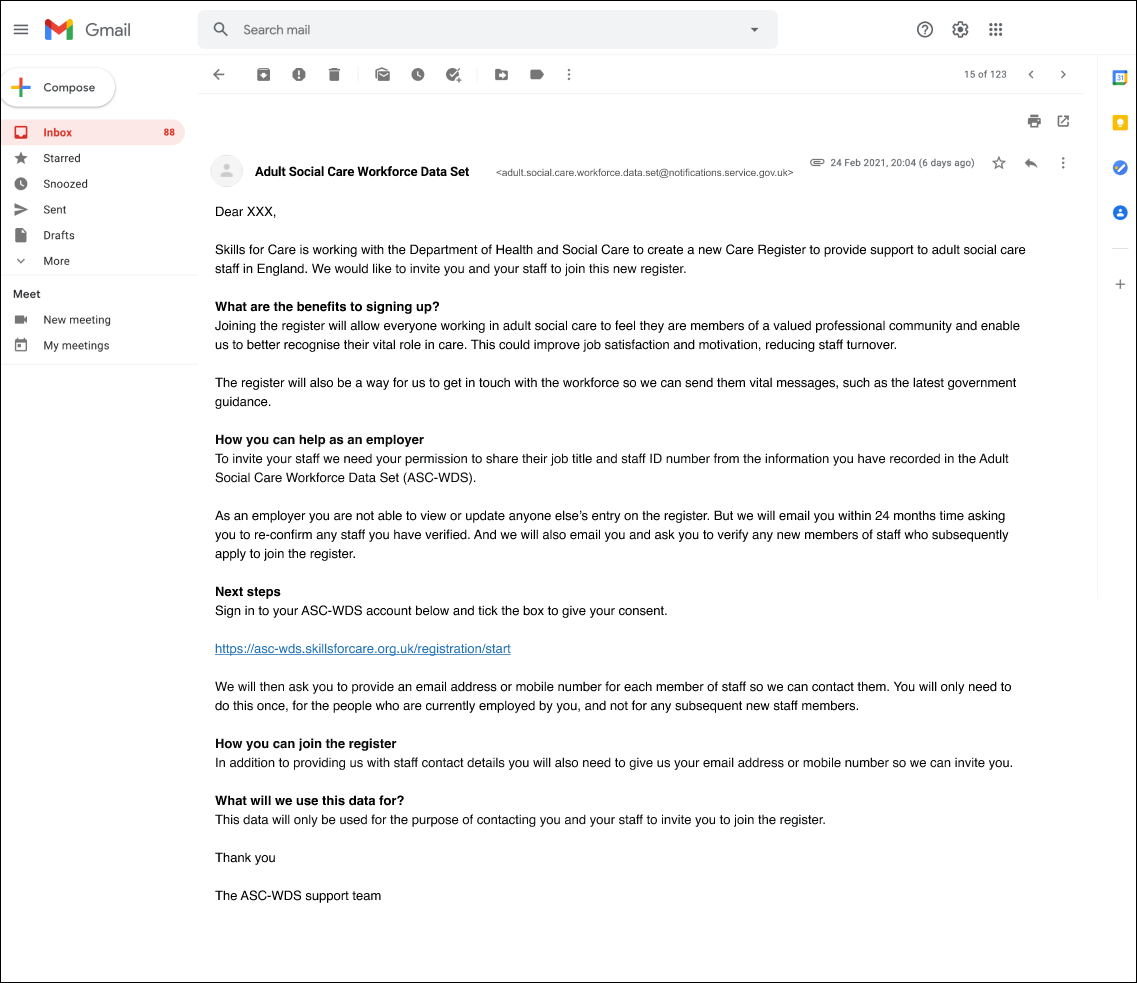 Gmail
Search mail
Compose
15 of 123
31
Inbox 88
Starred
Snoozed
Sent
Drafts
More
Meet
New meeting
My meetings
Adult Social Care Workforce Data Set <adult.social.care.workforce.data.set@notifications.service.gov.uk> 24 Feb 2021, 20:04 (6 days ago)
Dear XXX,
Skills for Care is working with the Department of Health and Social Care to create a new Care Register to provide support to adult social care
staff in England. We would like to invite you and your staff to join this new register.
What are the benefits to signing up?
Joining the register will allow everyone working in adult social care to feel they are members of a valued professional community and enable
us to better recognise their vital role in care. This could improve job satisfaction and motivation, reducing staff turnover.
The register will also be a way for us to get in touch with the workforce so we can send them vital messages, such as the latest government
guidance.
How you can help as an employer
To invite your staff we need your permission to share their job title and staff ID number from the information you have recorded in the Adult
Social Care Workforce Data Set (ASC-WDS).
As an employer you are not able to view or update anyone else's entry on the register. But we will email you within 24 months time asking
you to re-confirm any staff you have verified. And we will also email you and ask you to verify any new members of staff who subsequently
apply to join the register.
Next steps
Sign in to your ASC-WDS account below and tick the box to give your consent.
https://asc-wds.skillsforcare.org.uk/registration/start
We will then ask you to provide an email address or mobile number for each member of staff so we can contact them. You will only need to
do this once, for the people who are currently employed by you, and not for any subsequent new staff members.
How you can join the register
In addition to providing us with staff contact details you will also need to give us your email address or mobile number so we can invite you.
What will we use this data for?
This data will only be used for the purpose of contacting you and your staff to invite you to join the register.
Thank you
The ASC-WDS support team